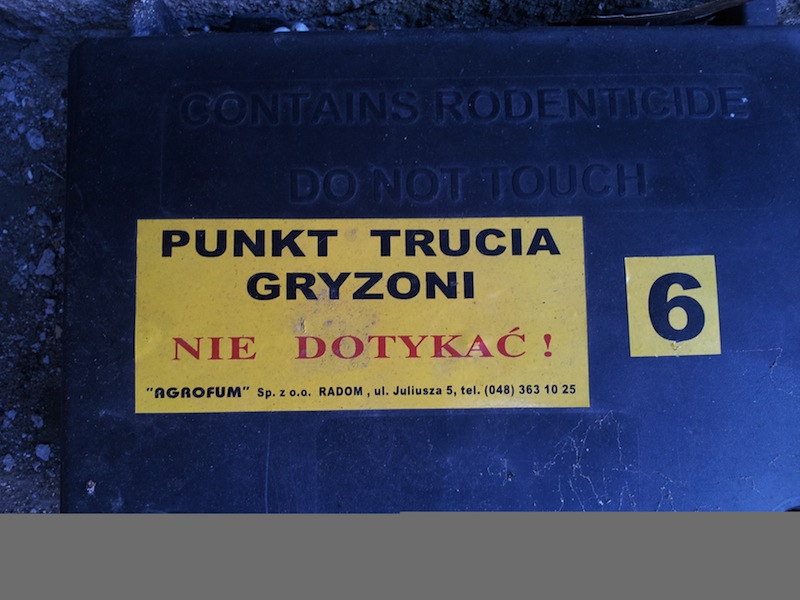 CONTAINS RODENTICIDE
DO NOT TOUCH
PUNKT TRUCIA
GRYZONI
NIE DOTYKAĆ !
"AGROFUM" Sp. z o.o. RADOM , ul. Juliusza 5, tel. (048) 363 10 25
6